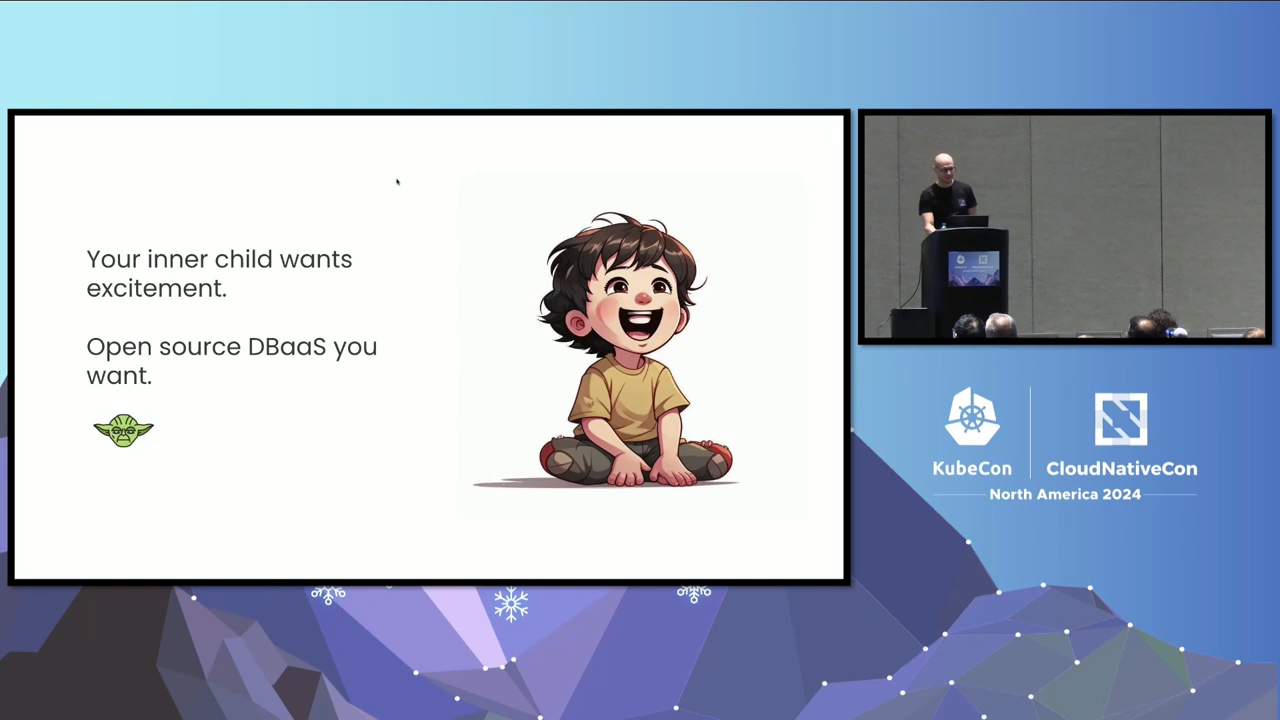 Your inner child wants
excitement.
Open source DBaaS you
want.
KubeCon
CloudNativeCon
North America 2024